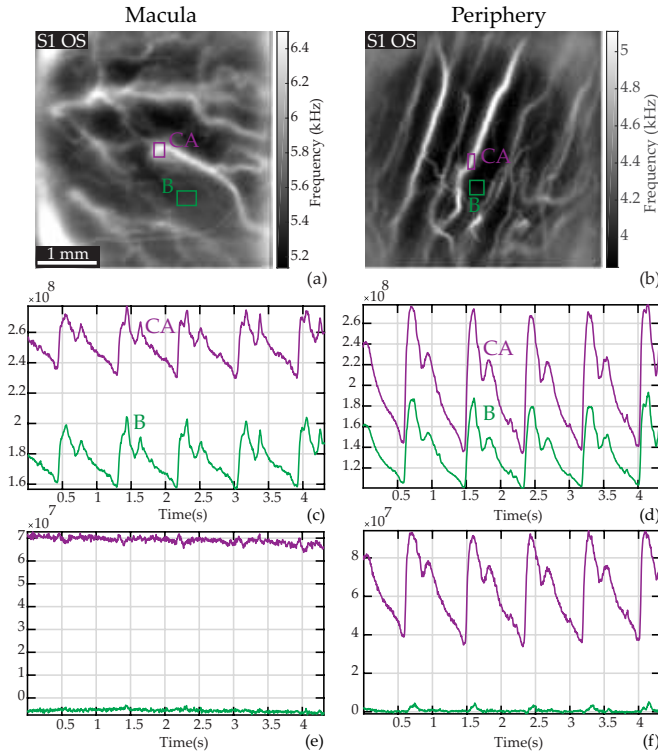 Macula
Periphery
S1 OS
CA
B
1 mm
6.4
6.2
6
5.8
5.6
5.4
5.2
Frequency (kHz)
(a)
S1 OS
CA
B
5
4.8
4.6
4.4
4.2
4
Frequency (kHz)
(b)
×10 8
CA
B
2.6
2.4
2.2
2
1.8
1.6
0.5 1 1.5 2 2.5 3 3.5 4
Time(s)
(c)
×10 8
CA
B
2.6
2.4
2.2
2
1.8
1.6
1.4
1.2
0.5 1 1.5 2 2.5 3 3.5 4
Time(s)
(d)
×10 7
7
6
5
4
3
2
1
0
0.5 1 1.5 2 2.5 3 3.5 4
Time(s)
(e)
×10 7
8
6
4
2
0
0.5 1 1.5 2 2.5 3 3.5 4
Time(s)
(f)